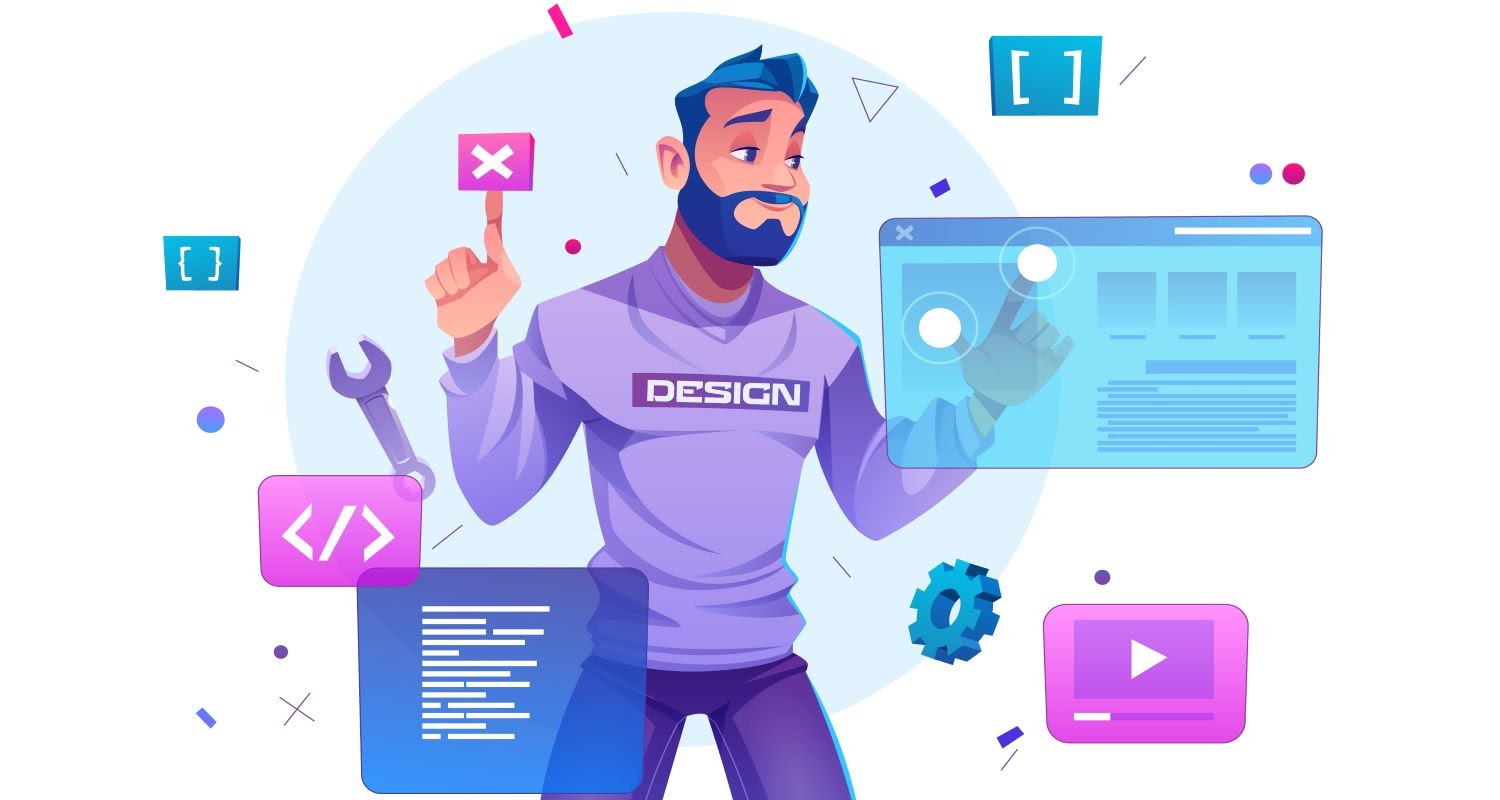 [ ]
{ }
DESIGN
</>